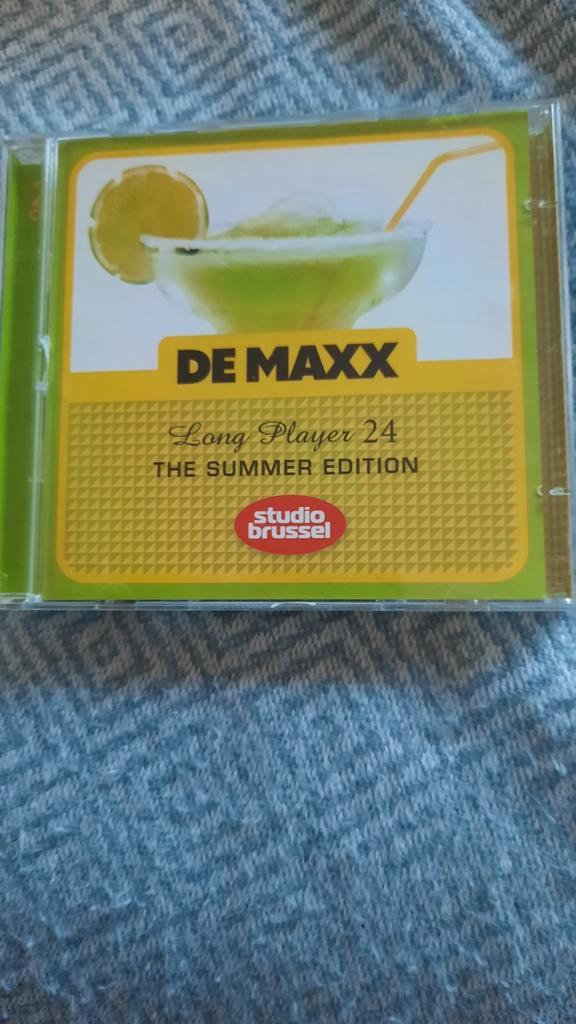 DE MAXX
Long Player 24
THE SUMMER EDITION
studio
brussel